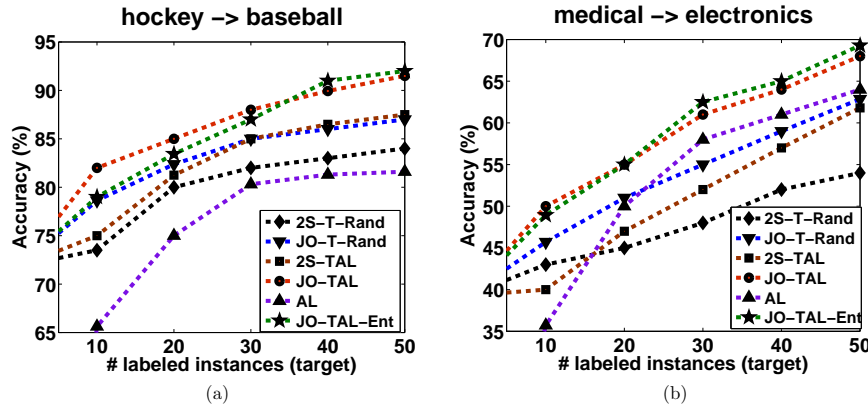 hockey −> baseball
95
90
85
80
75
70
65
Accuracy (%)
10 20 30 40 50
# labeled instances (target)
2S−T−Rand
JO−T−Rand
2S−TAL
JO−TAL
AL
JO−TAL−Ent
(a)
medical −> electronics
70
65
60
55
50
45
40
35
Accuracy (%)
10 20 30 40 50
# labeled instances (target)
2S−T−Rand
JO−T−Rand
2S−TAL
JO−TAL
AL
JO−TAL−Ent
(b)